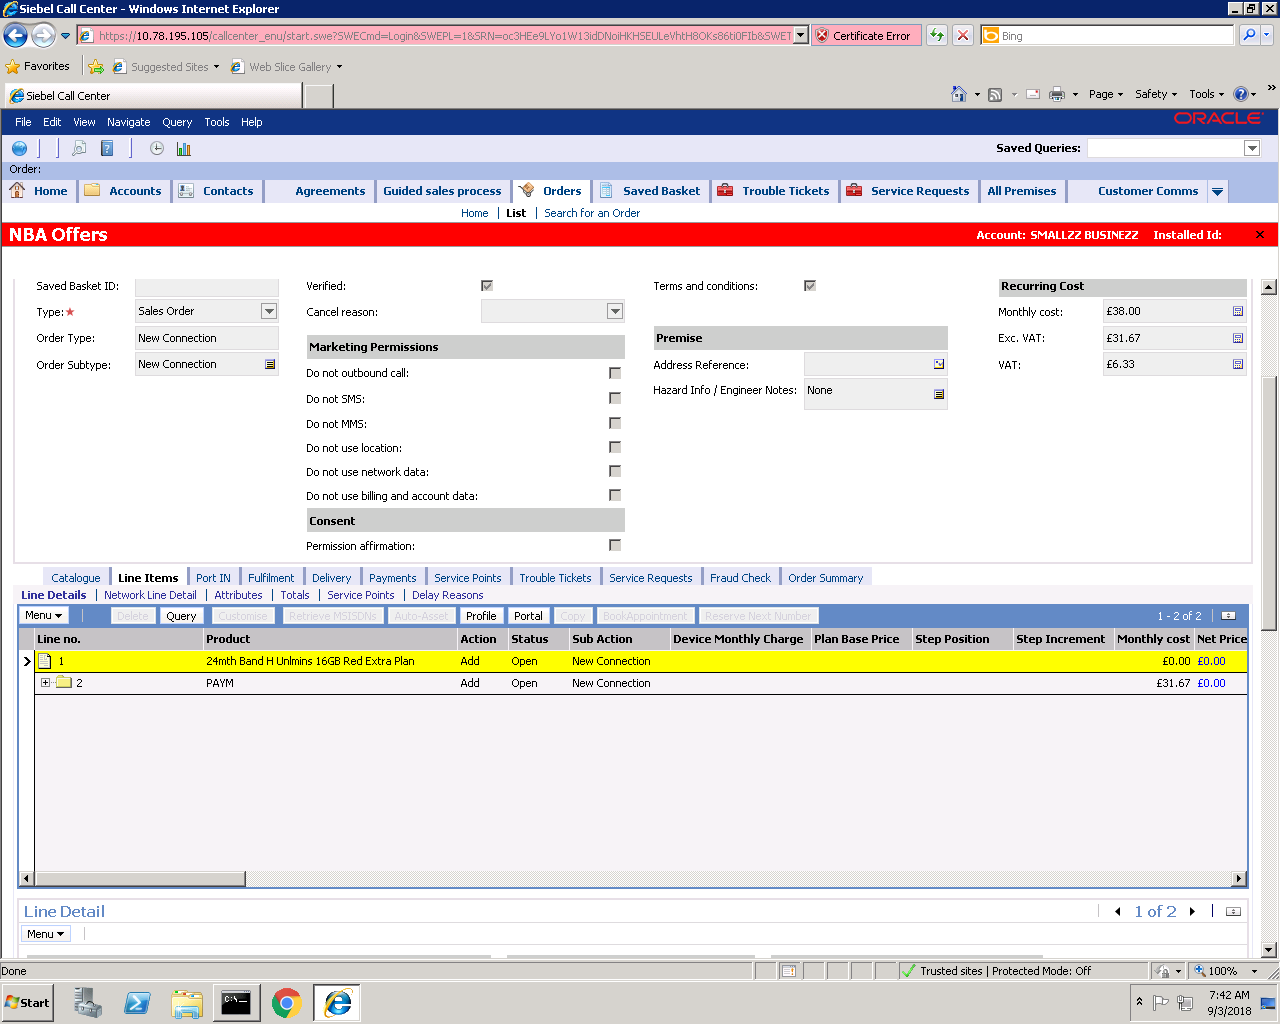 Siebel Call Center - Windows Internet Explorer
https://10.78.195.105/callcenter_enu/start.swe?SWECmd=Login&SWEPL=1&SRN=
Certificate Error
Bing
Favorites
Suggested Sites
Web Slice Gallery
Siebel Call Center
Page
Safety
Tools
File Edit View Navigate Query Tools Help
ORACLE
Saved Queries:
Order:
Home Accounts Contacts Agreements Guided sales process Orders Saved Basket Trouble Tickets Service Requests All Premises Customer Comms
Home List Search for an Order
NBA Offers Account: SMALLZZ BUSINEZZ Installed Id:
Saved Basket ID: Verified: Terms and conditions: Recurring Cost
Type: Sales Order Cancel reason: Monthly cost: £38.00
Order Type: New Connection Marketing Permissions Premise Exc. VAT: £31.67
Order Subtype: New Connection Do not outbound call: Address Reference: VAT: £6.33
Do not SMS: Hazard Info / Engineer Notes: None
Do not MMS:
Do not use location:
Do not use network data:
Do not use billing and account data:
Consent
Permission affirmation:
Catalogue Line Items Port IN Fulfilment Delivery Payments Service Points Trouble Tickets Service Requests Fraud Check Order Summary
Line Details Network Line Detail Attributes Totals Service Points Delay Reasons
Menu Delete Query Customise Retrieve MSISDNs Auto-Asset Profile Portal Copy BookAppointment Reserve Next Number 1 - 2 of 2
Line no. Product Action Status Sub Action Device Monthly Charge Plan Base Price Step Position Step Increment Monthly cost Net Price
1 24mth Band H Unlmins 16GB Red Extra Plan Add Open New Connection £0.00 £0.00
2 PAYM Add Open New Connection £31.67 £0.00
Line Detail 1 of 2
Menu
Done Trusted sites | Protected Mode: Off 100%
Start 7:42 AM
9/3/2018